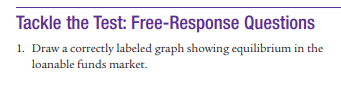 Tackle the Test: Free-Response Questions
1. Draw a correctly labeled graph showing equilibrium in the
loanable funds market.